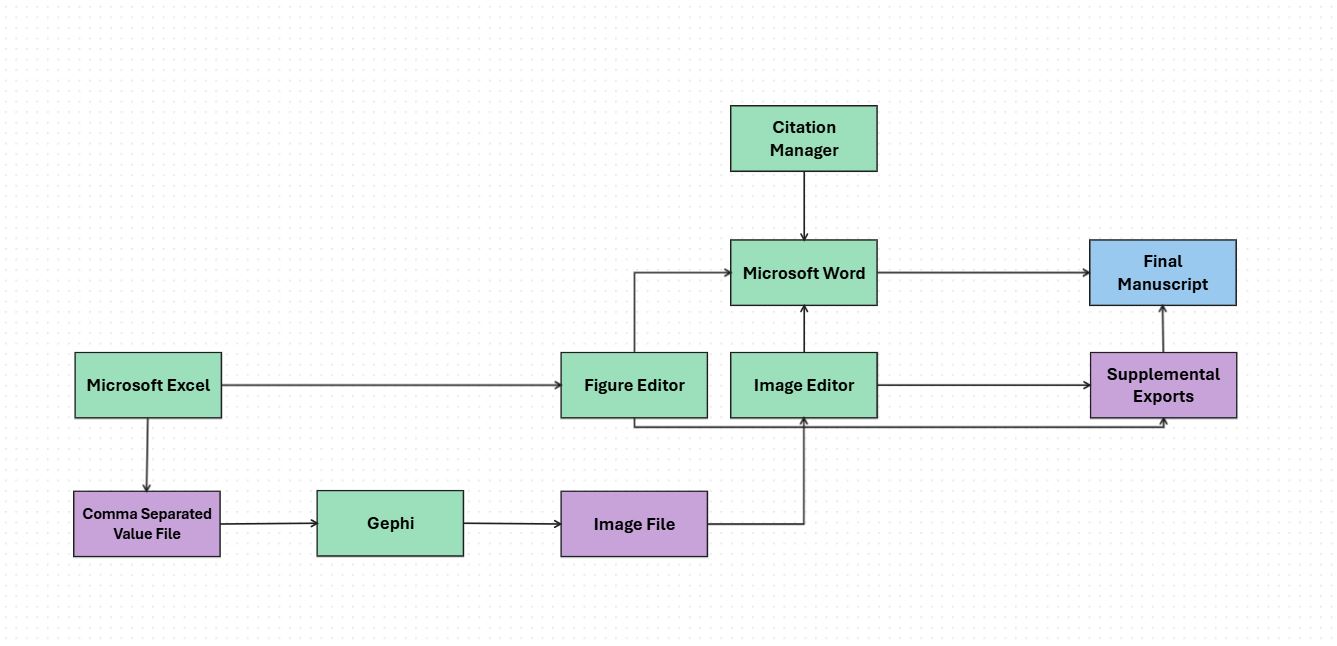 Citation
Manager
Microsoft Word
Final
Manuscript
Microsoft Excel
Figure Editor
Image Editor
Supplemental
Exports
Comma Separated
Value File
Gephi
Image File